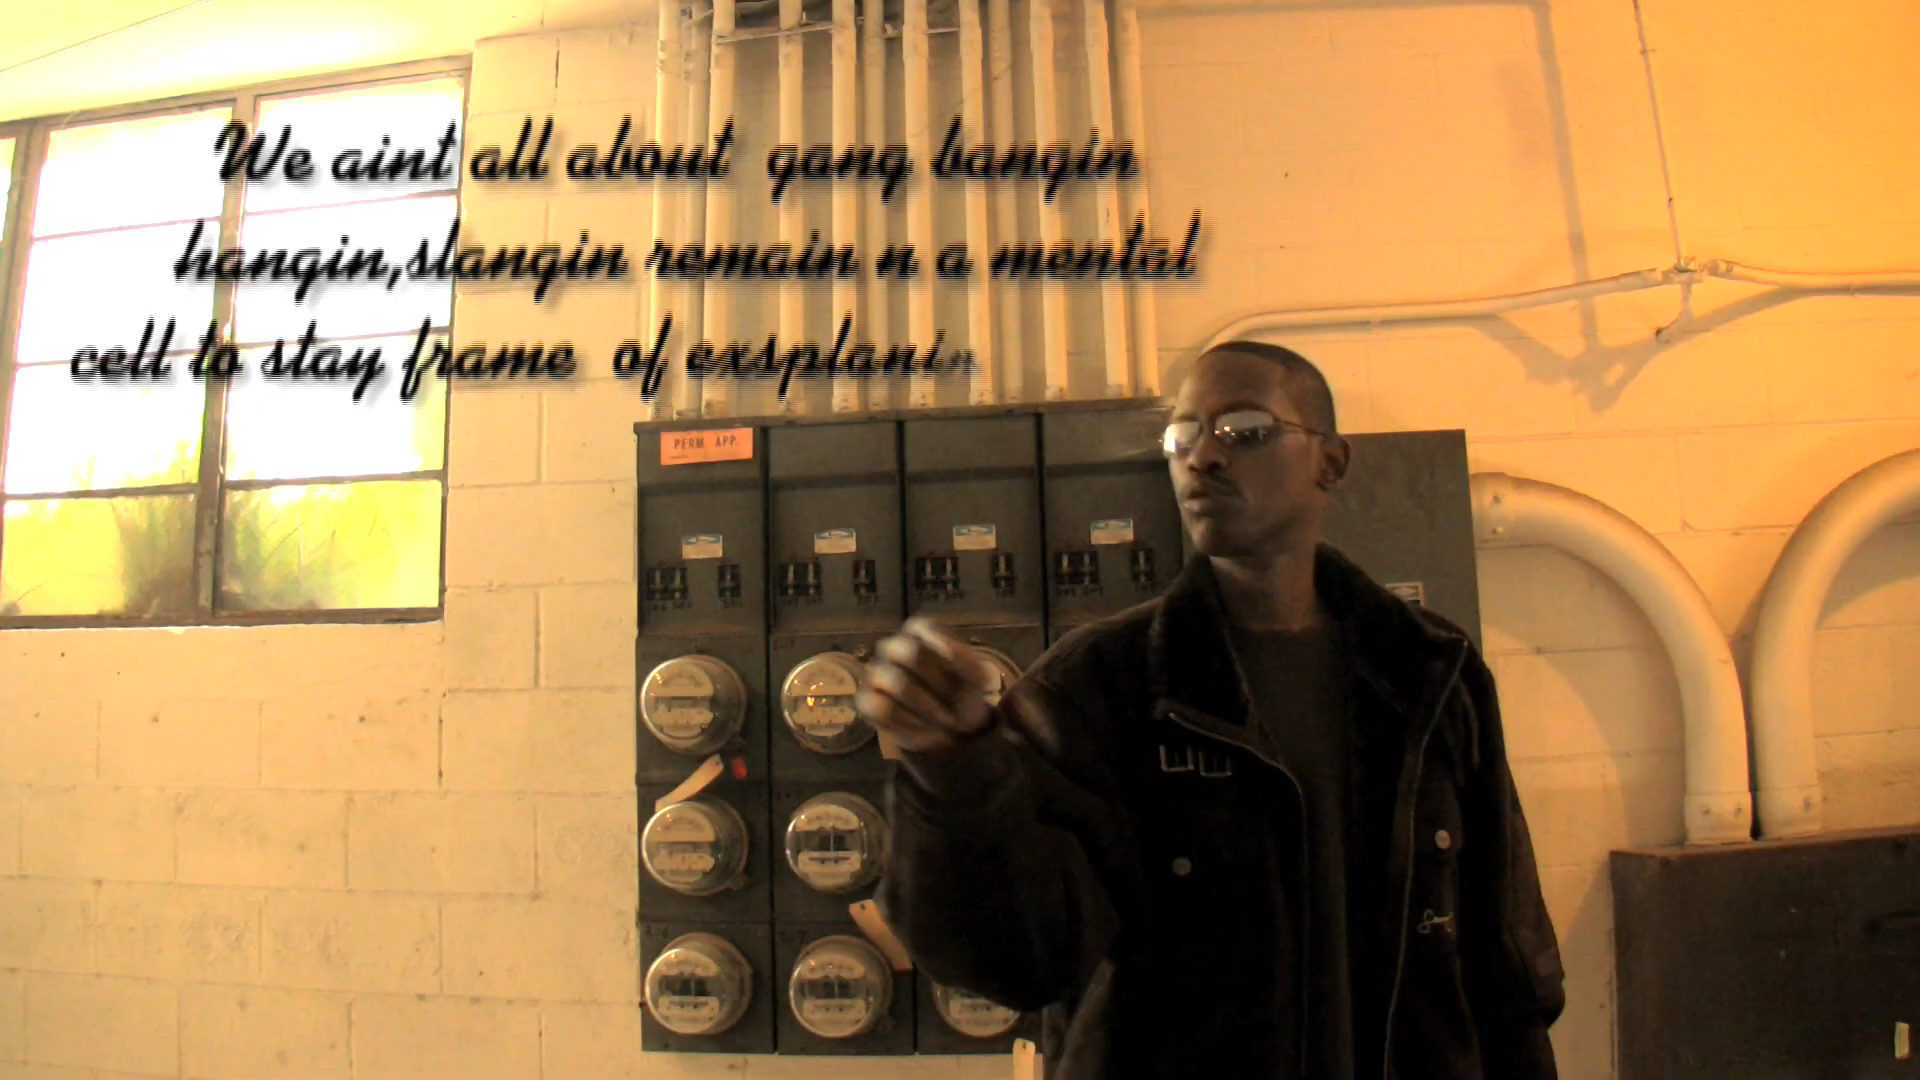 We aint all about gang bangin
hangin,slangin remain n a mental
cell to stay frame of exsplanin
PERM APP.